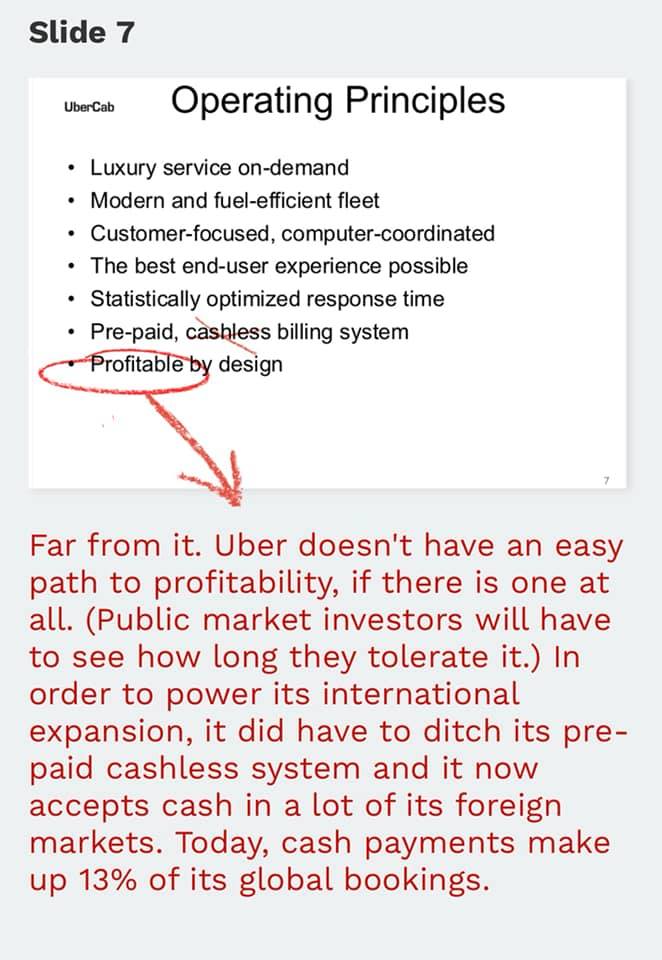 Slide 7
UberCab
Operating Principles
• Luxury service on-demand
• Modern and fuel-efficient fleet
• Customer-focused, computer-coordinated
• The best end-user experience possible
• Statistically optimized response time
• Pre-paid, cashless billing system
• Profitable by design
7
Far from it. Uber doesn't have an easy
path to profitability, if there is one at
all. (Public market investors will have
to see how long they tolerate it.) In
order to power its international
expansion, it did have to ditch its pre-
paid cashless system and it now
accepts cash in a lot of its foreign
markets. Today, cash payments make
up 13% of its global bookings.